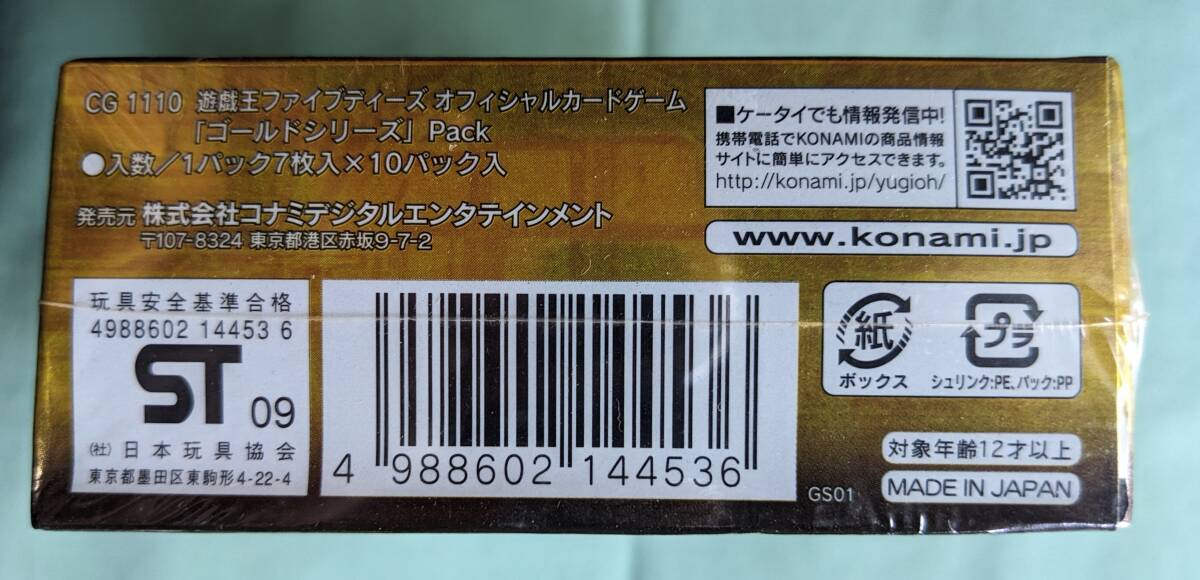 CG 1110 遊戯王ファイブディーズ オフィシャルカードゲーム
「ゴールドシリーズ」 Pack
●入数/1パック7枚入×10パック入
発売元 株式会社コナミデジタルエンタテインメント
〒107-8324 東京都港区赤坂9-7-2
■ケータイでも情報発信中!
携帯電話でKONAMIの商品情報
サイトに簡単にアクセスできます。
http://konami.jp/yugioh/
www.konami.jp
玩具安全基準合格
4988602 14453 6
ST 09
(社) 日本玩具協会
東京都墨田区東駒形4-22-4
4 988602 144536
GS01
紙
ボックス
プラ
シュリンク:PE、パック:PP
対象年齢12才以上
MADE IN JAPAN